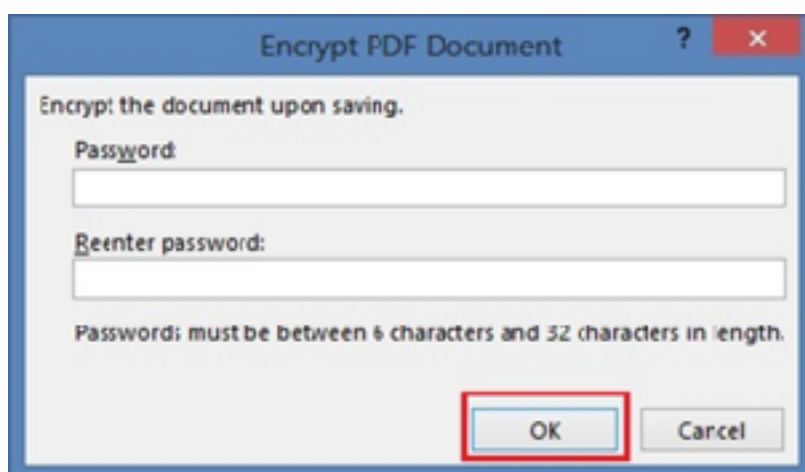 Encrypt PDF Document
?
Encrypt the document upon saving.
Password:
Reenter password:
Passwords must be between 6 characters and 32 characters in length.
OK
Cancel